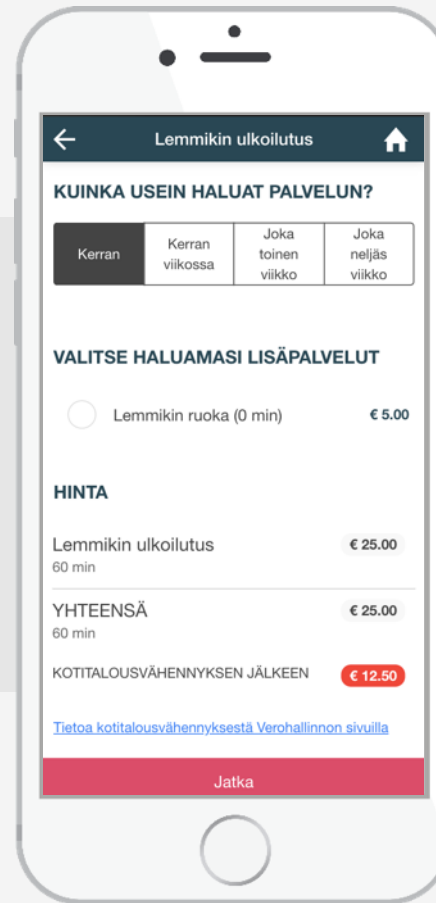 Lemmikin ulkoilutus
KUINKA USEIN HALUAT PALVELUN?
Kerran
Kerran
viikossa
Joka
toinen
viikko
Joka
neljäs
viikko
VALITSE HALUAMASI LISÄPALVELUT
Lemmikin ruoka (0 min) € 5.00
HINTA
Lemmikin ulkoilutus € 25.00
60 min
YHTEENSÄ € 25.00
60 min
KOTITALOUSVÄHENNYKSEN JÄLKEEN € 12.50
Tietoa kotitalousvähennyksestä Verohallinnon sivuilla
Jatka